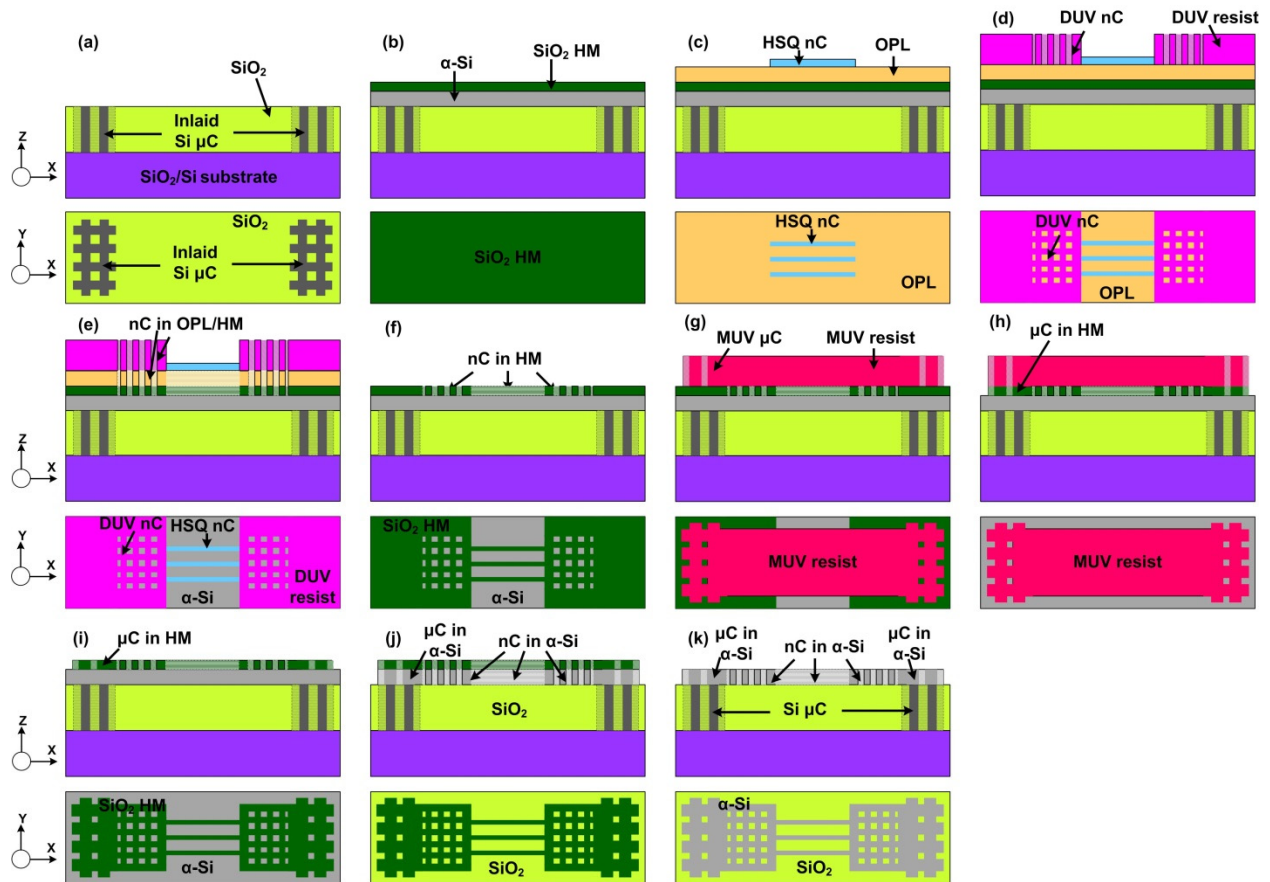 (a)
SiO₂
Inlaid
Si μC
SiO₂/Si substrate
Z
X
SiO₂
Inlaid
Si μC
Y
X
(b)
α-Si
SiO₂ HM
SiO₂ HM
(c)
HSQ nC
OPL
HSQ nC
OPL
(d)
DUV nC
DUV resist
DUV nC
OPL
(e)
nC in OPL/HM
Z
X
DUV nC
HSQ nC
α-Si
DUV
resist
Y
X
(f)
nC in HM
SiO₂ HM
α-Si
(g)
MUV μC
MUV resist
MUV resist
(h)
μC in HM
MUV resist
(i)
μC in HM
Z
X
SiO₂ HM
α-Si
Y
X
(j)
μC in
α-Si
nC in α-Si
SiO₂
SiO₂
(k)
μC in
α-Si
nC in α-Si
μC in
α-Si
Si μC
α-Si
SiO₂